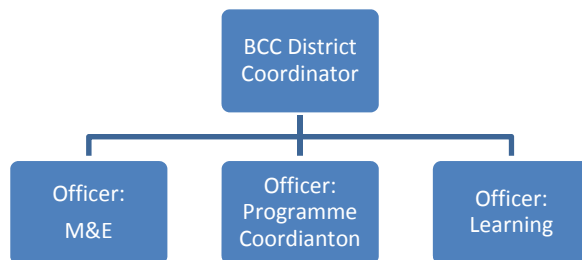 BCC District
Coordinator
Officer:
M&E
Officer:
Programme
Coordianton
Officer:
Learning